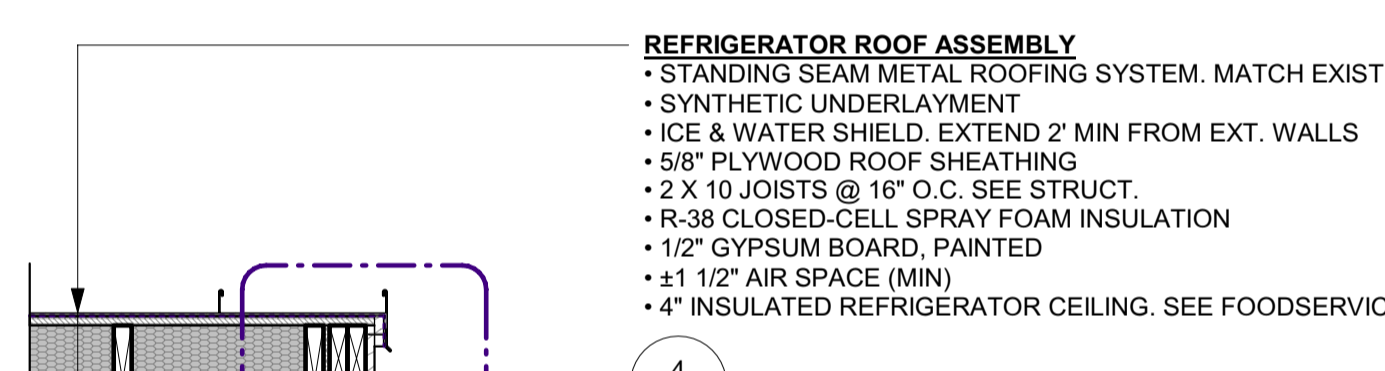 REFRIGERATOR ROOF ASSEMBLY
• STANDING SEAM METAL ROOFING SYSTEM. MATCH EXIST
• SYNTHETIC UNDERLAYMENT
• ICE & WATER SHIELD. EXTEND 2' MIN FROM EXT. WALLS
• 5/8" PLYWOOD ROOF SHEATHING
• 2 X 10 JOISTS @ 16" O.C. SEE STRUCT.
• R-38 CLOSED-CELL SPRAY FOAM INSULATION
• 1/2" GYPSUM BOARD, PAINTED
• ±1 1/2" AIR SPACE (MIN)
• 4" INSULATED REFRIGERATOR CEILING. SEE
4